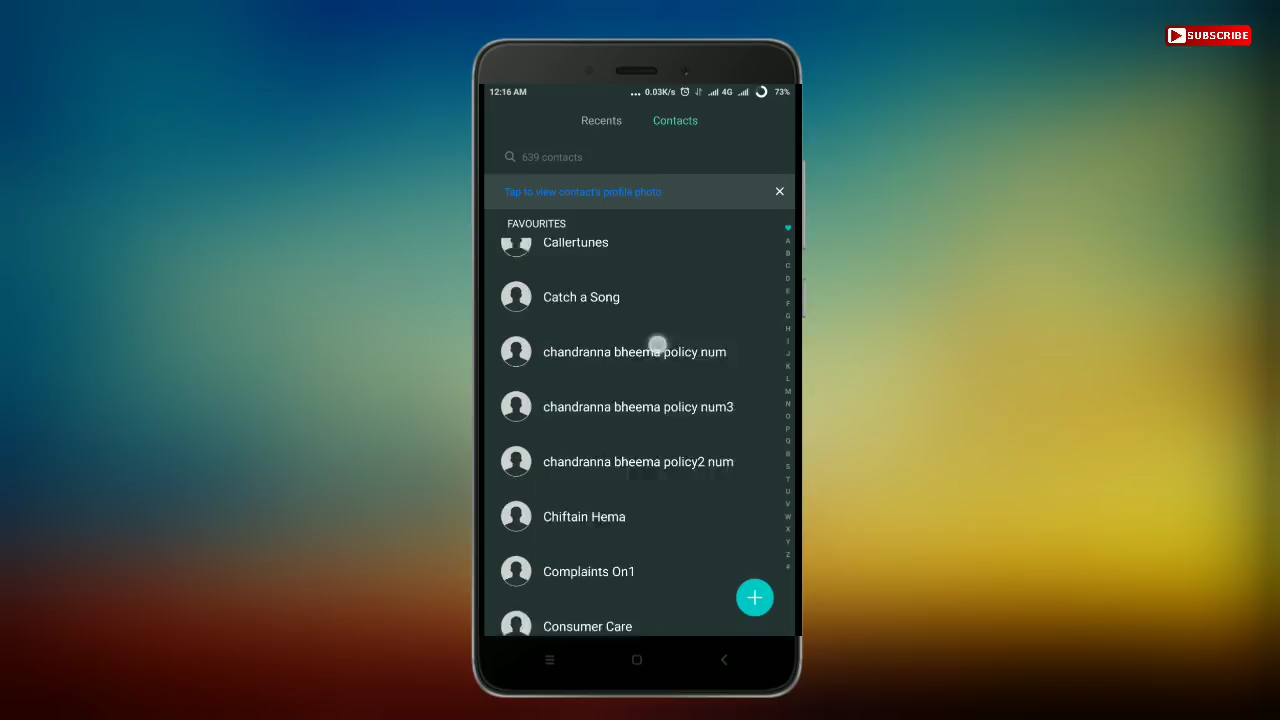 SUBSCRIBE
12:16 AM
... 0.03K/s 4G 73%
Recents Contacts
639 contacts
Tap to view contact's profile photo
FAVOURITES
Callertunes
Catch a Song
chandranna bheema policy num
chandranna bheema policy num3
chandranna bheema policy2 num
Chiftain Hema
Complaints On1
Consumer Care
A
B
C
D
E
F
G
H
I
J
K
L
M
N
O
P
Q
R
S
T
U
V
W
X
Y
Z
#